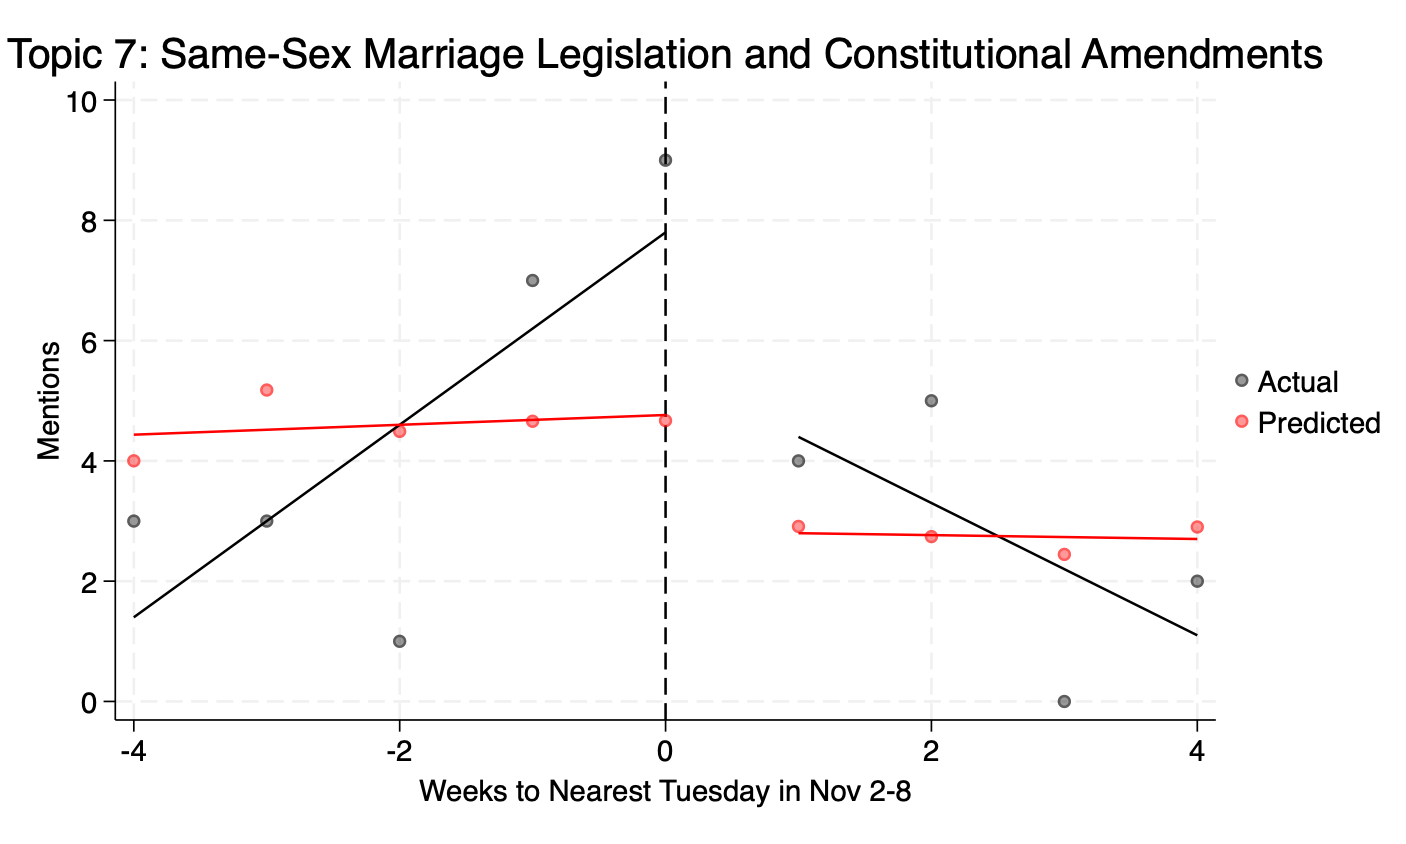 Topic 7: Same-Sex Marriage Legislation and Constitutional Amendments
10
8
6
4
2
0
Mentions
-4
-2
0
2
4
Weeks to Nearest Tuesday in Nov 2-8
Actual
Predicted